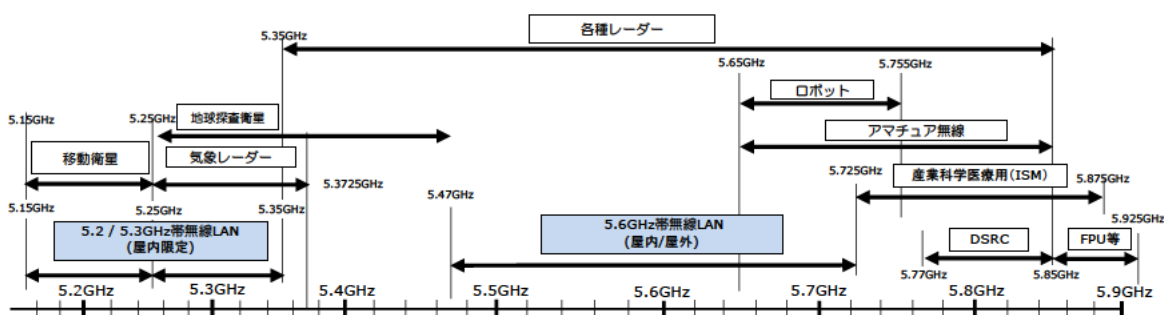 各種レーダー
5.35GHz
5.65GHz
5.755GHz
ロボット
5.15GHz
5.25GHz
地球探査衛星
アマチュア無線
移動衛星
気象レーダー
5.725GHz
産業科学医療用(ISM)
5.875GHz
5.3725GHz
5.47GHz
5.15GHz
5.25GHz
5.35GHz
5.925GHz
5.2 / 5.3GHz帯無線LAN
(屋内限定)
5.6GHz帯無線LAN
(屋内/屋外)
DSRC
FPU等
5.77GHz
5.85GHz
5.2GHz
5.3GHz
5.4GHz
5.5GHz
5.6GHz
5.7GHz
5.8GHz
5.9GHz